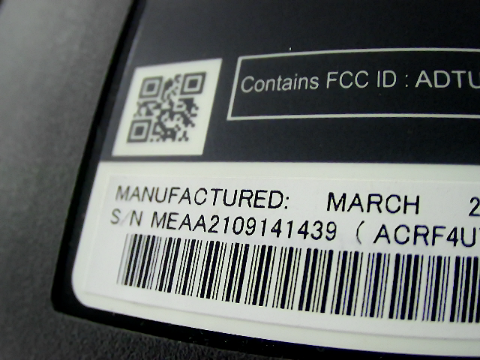 Contains FCC ID : ADTU
MANUFACTURED: MARCH 2
S/N MEAA2109141439 ( ACRF4U